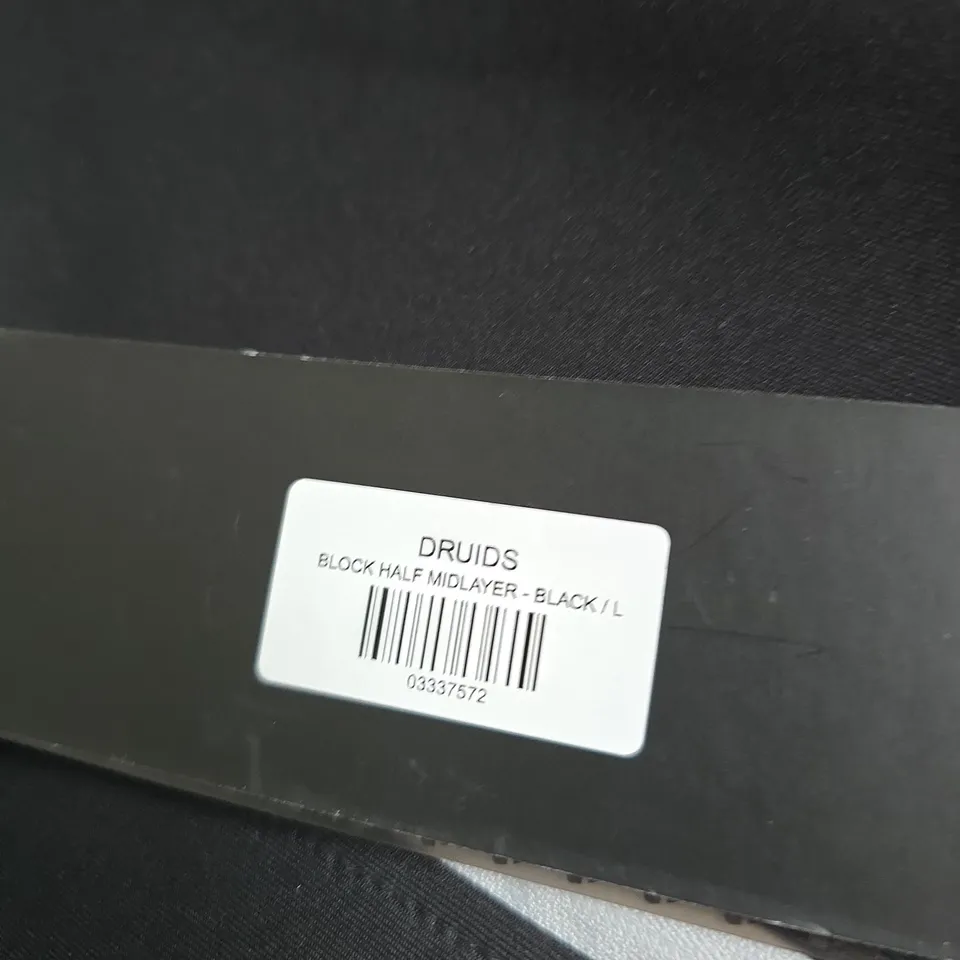 DRUIDS
BLOCK HALF MIDLAYER - BLACK / L
03337572